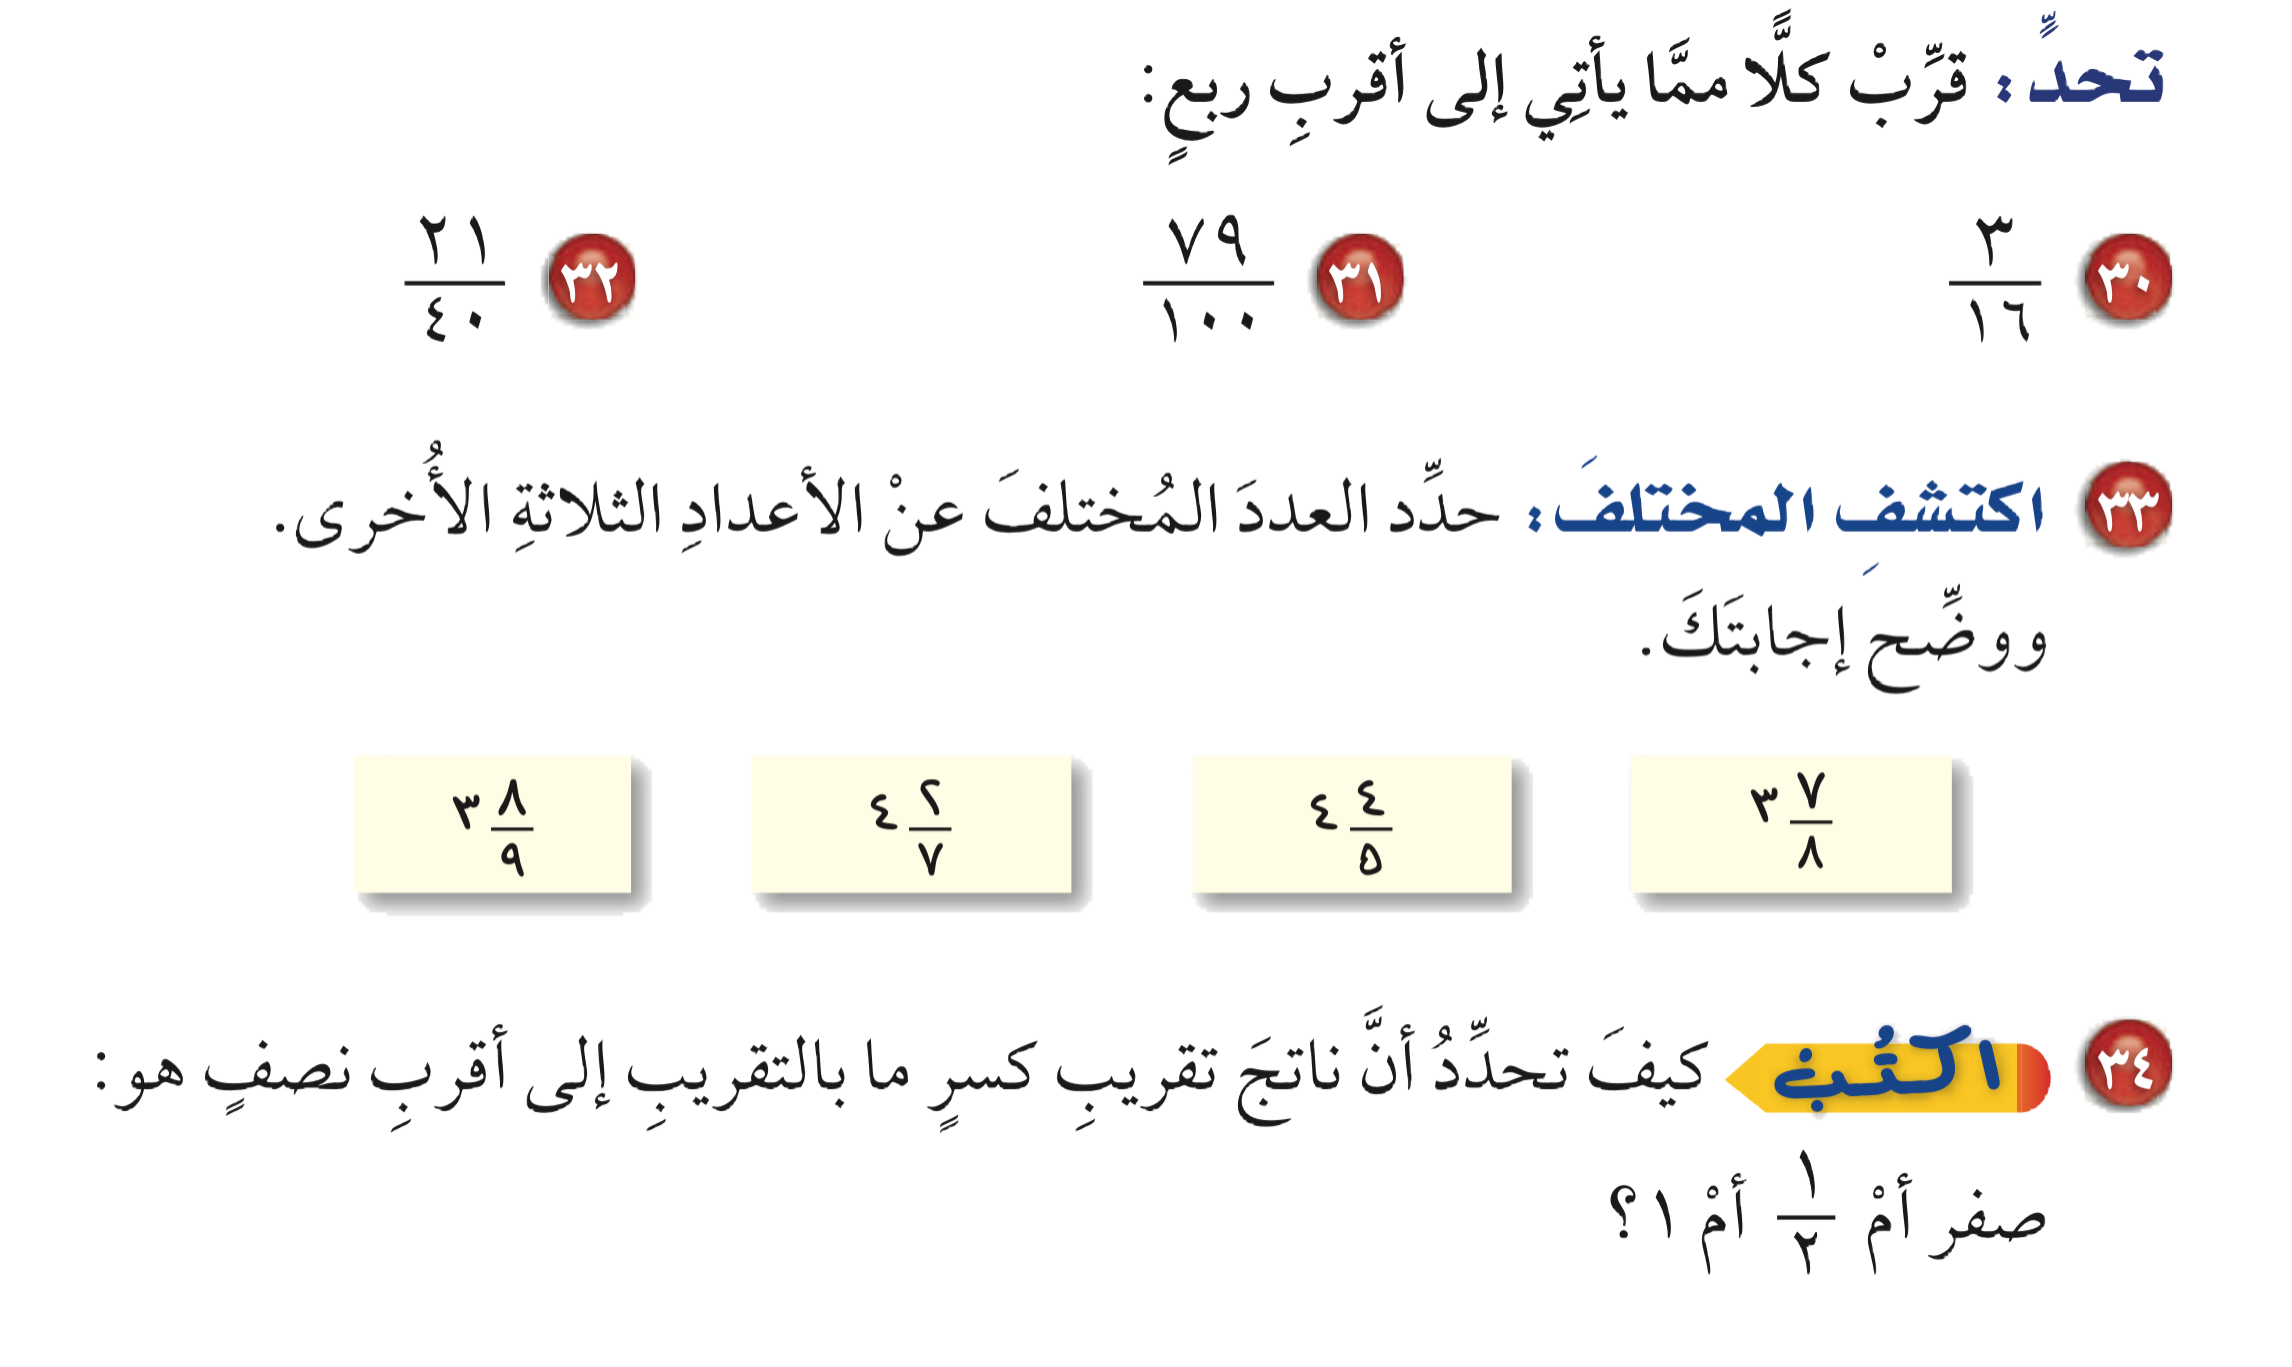 تحدٍّ: قرِّبْ كلًّا ممَّا يأتِي إلى أقربِ ربعٍ:
٣٠ ٣/١٦ ٣١ ٧٩/١٠٠ ٣٢ ٢١/٤٠
٣٣ اكتشفِ المختلفَ: حدِّد العددَ المُختلفَ عنْ الأعدادِ الثلاثةِ الأُخرى.
ووضِّح إجابتَكَ.
٣ ٧/٨ ٤ ٤/٥ ٤ ٢/٧ ٣ ٨/٩
٣٤ اكتُب كيفَ تحدِّدُ أنَّ ناتجَ تقريبِ كسرٍ ما بالتقريبِ إلى أقربِ نصفٍ هو:
صفر أمْ ١/٢ أمْ ١؟